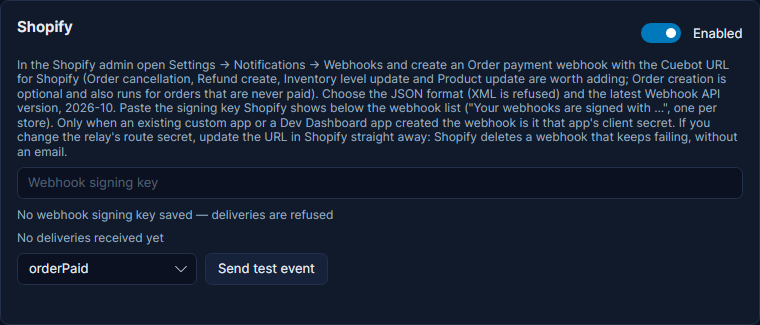 Shopify
Enabled
In the Shopify admin open Settings → Notifications → Webhooks and create an Order payment webhook with the Cuebot URL
for Shopify (Order cancellation, Refund create, Inventory level update and Product update are worth adding; Order creation is
optional and also runs for orders that are never paid). Choose the JSON format (XML is refused) and the latest Webhook API
version, 2026-10. Paste the signing key Shopify shows below the webhook list ("Your webhooks are signed with …", one per
store). Only when an existing custom app or a Dev Dashboard app created the webhook is it that app's client secret. If you
change the relay's route secret, update the URL in Shopify straight away: Shopify deletes a webhook that keeps failing, without
an email.
Webhook signing key
No webhook signing key saved — deliveries are refused
No deliveries received yet
orderPaid
Send test event